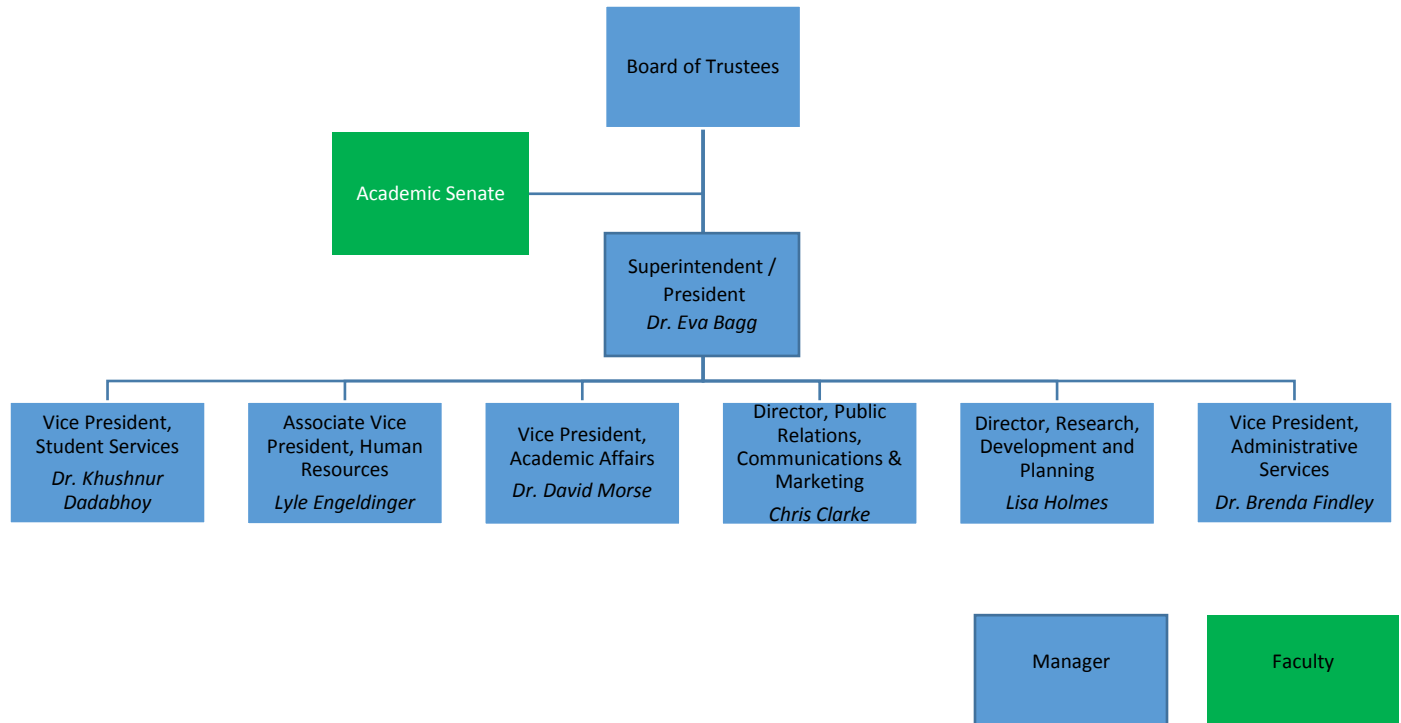 Board of Trustees
Academic Senate
Superintendent /
President
Dr. Eva Bagg
Vice President,
Student Services
Dr. Khushnur
Dadabhoy
Associate Vice
President, Human
Resources
Lyle Engeldinger
Vice President,
Academic Affairs
Dr. David Morse
Director, Public
Relations,
Communications &
Marketing
Chris Clarke
Director, Research,
Development and
Planning
Lisa Holmes
Vice President,
Administrative
Services
Dr. Brenda Findley
Manager
Faculty